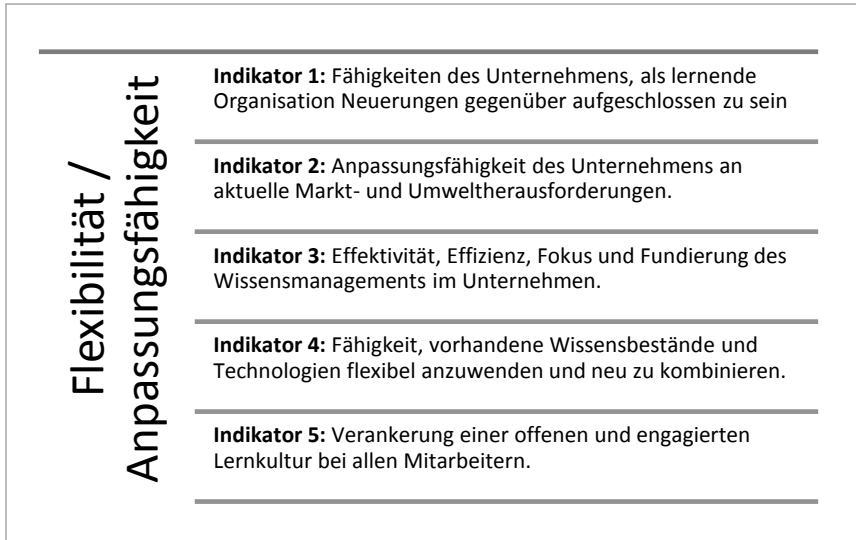 Flexibilität /
Anpassungsfähigkeit
Indikator 1: Fähigkeiten des Unternehmens, als lernende
Organisation Neuerungen gegenüber aufgeschlossen zu sein
Indikator 2: Anpassungsfähigkeit des Unternehmens an
aktuelle Markt- und Umweltherausforderungen.
Indikator 3: Effektivität, Effizienz, Fokus und Fundierung des
Wissensmanagements im Unternehmen.
Indikator 4: Fähigkeit, vorhandene Wissensbestände und
Technologien flexibel anzuwenden und neu zu kombinieren.
Indikator 5: Verankerung einer offenen und engagierten
Lernkultur bei allen Mitarbeitern.